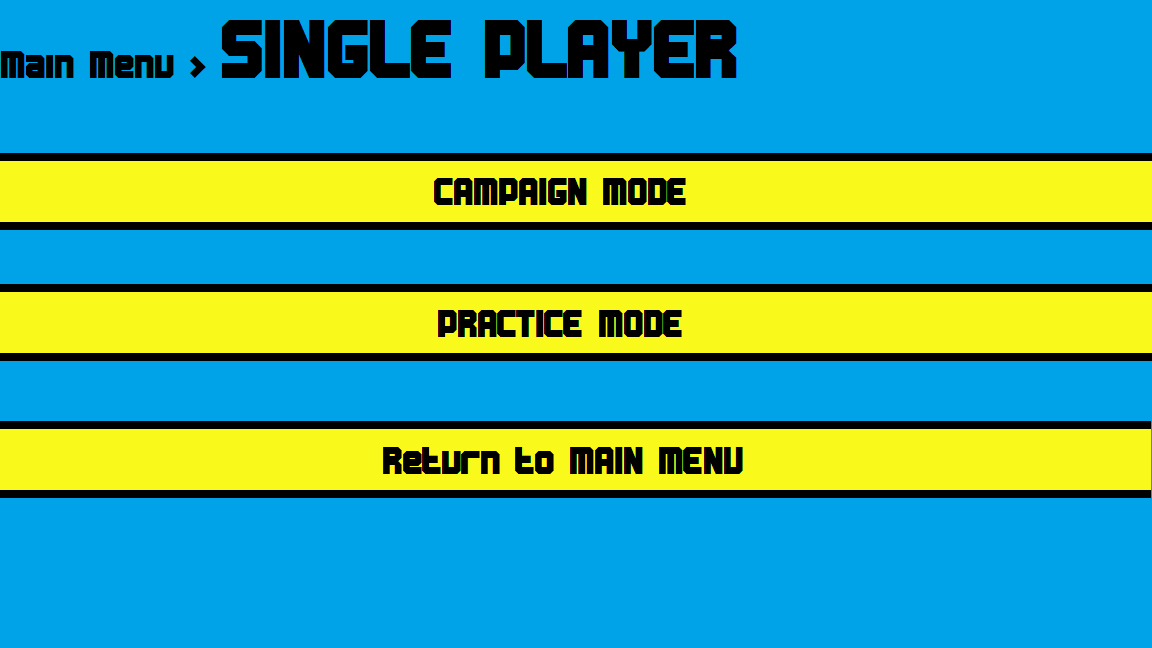 Main Menu > SINGLE PLAYER
CAMPAIGN MODE
PRACTICE MODE
Return to MAIN MENU